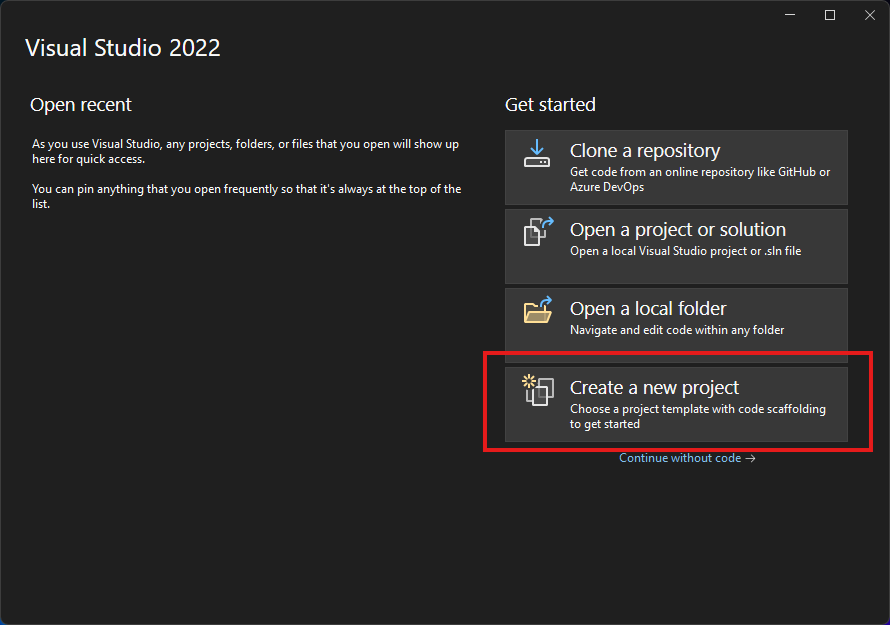 Visual Studio 2022
Open recent
As you use Visual Studio, any projects, folders, or files that you open will show up
here for quick access.
You can pin anything that you open frequently so that it's always at the top of the
list.
Get started
Clone a repository
Get code from an online repository like GitHub or
Azure DevOps
Open a project or solution
Open a local Visual Studio project or .sln file
Open a local folder
Navigate and edit code within any folder
Create a new project
Choose a project template with code scaffolding
to get started
Continue without code →